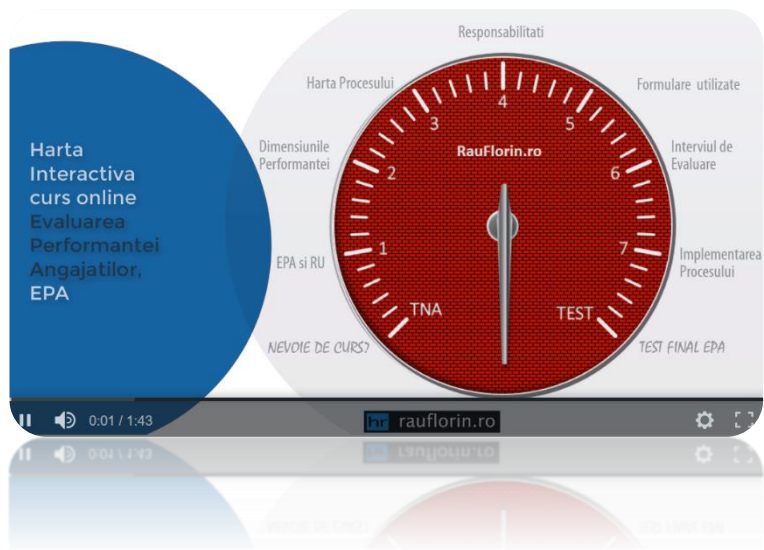 Harta
Interactiva
curs online
Evaluarea
Performantei
Angajatilor,
EPA
Responsabilitati
Harta Procesului
Formulare utilizate
Dimensiunile
Performantei
Interviul de
Evaluare
EPA si RU
Implementarea
Procesului
NEVOIE DE CURS?
TEST FINAL EPA
RauFlorin.ro
TNA
1
2
3
4
5
6
7
TEST
0:01 / 1:43
hr rauflorin.ro